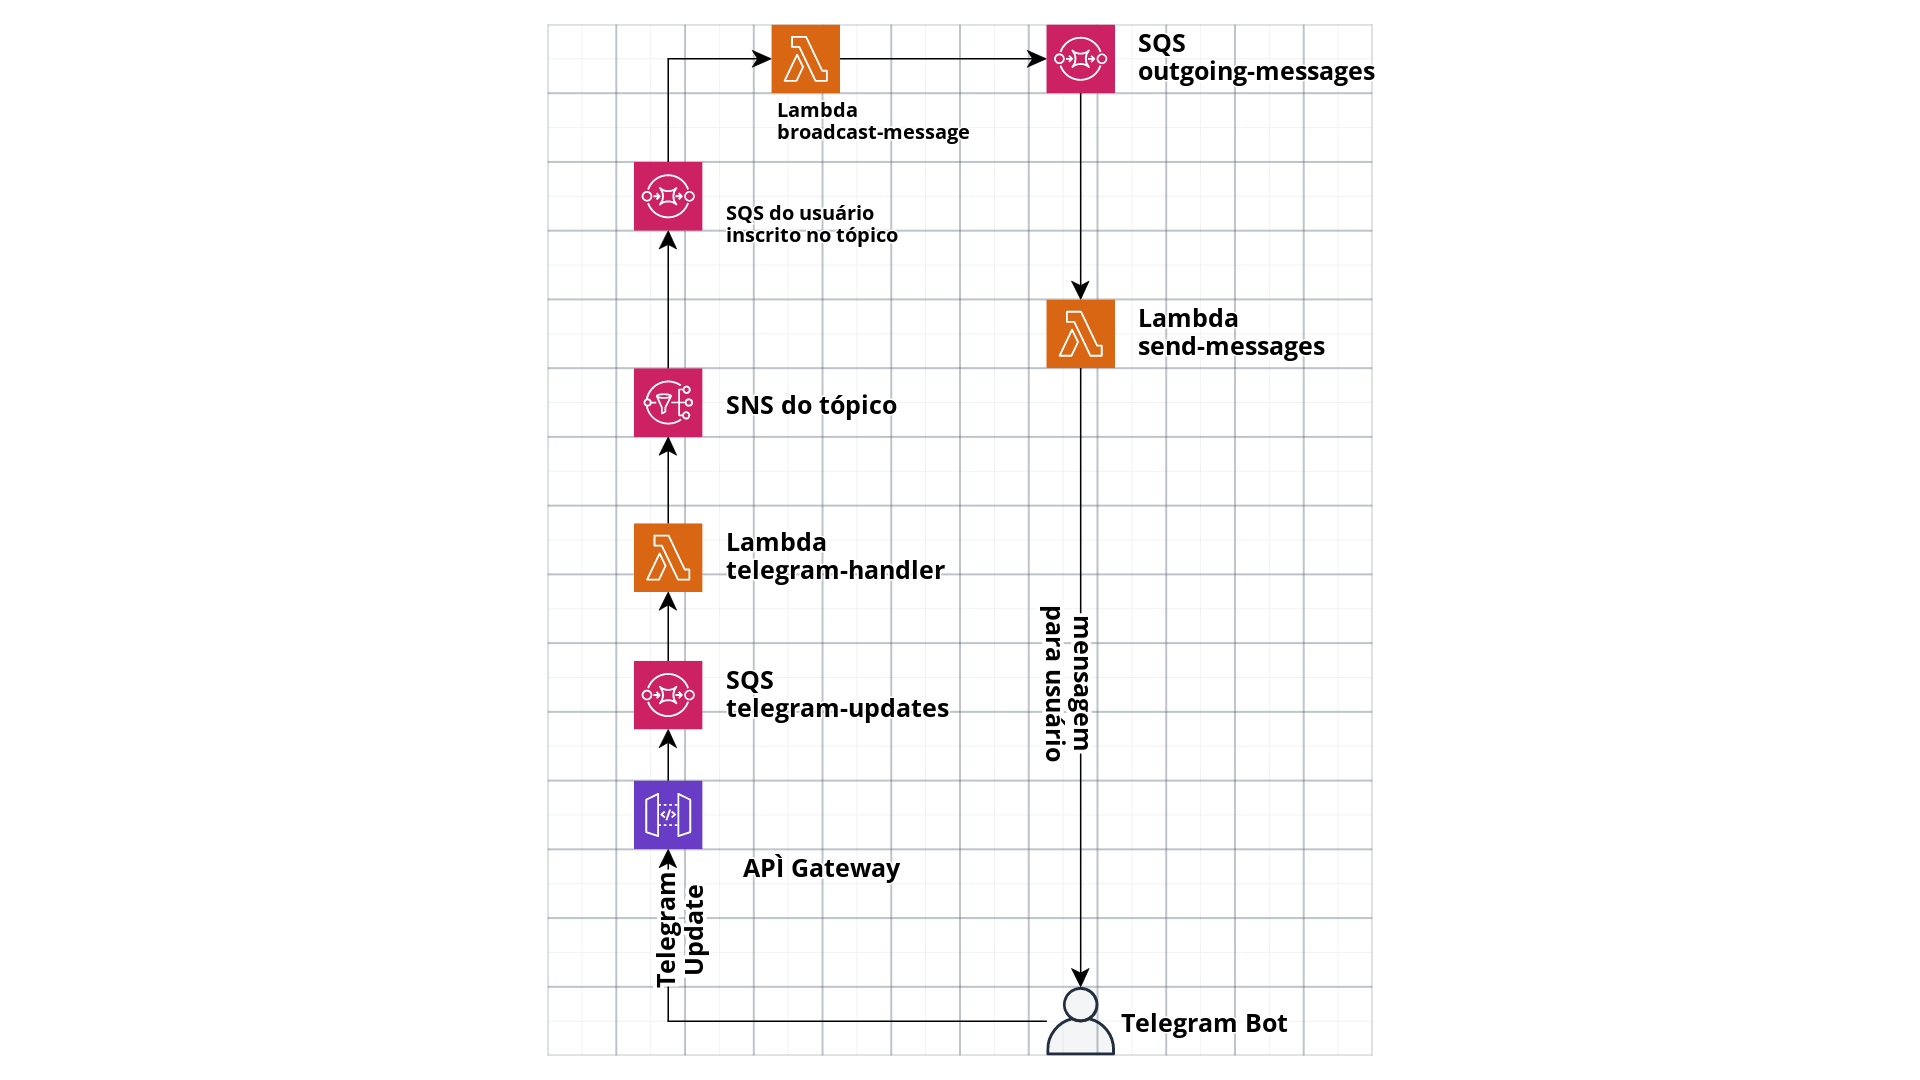 SQS
outgoing-messages
Lambda
broadcast-message
SQS do usuário
inscrito no tópico
Lambda
send-messages
SNS do tópico
Lambda
telegram-handler
mensagem
para usuário
SQS
telegram-updates
APÌ Gateway
Telegram
Update
Telegram Bot